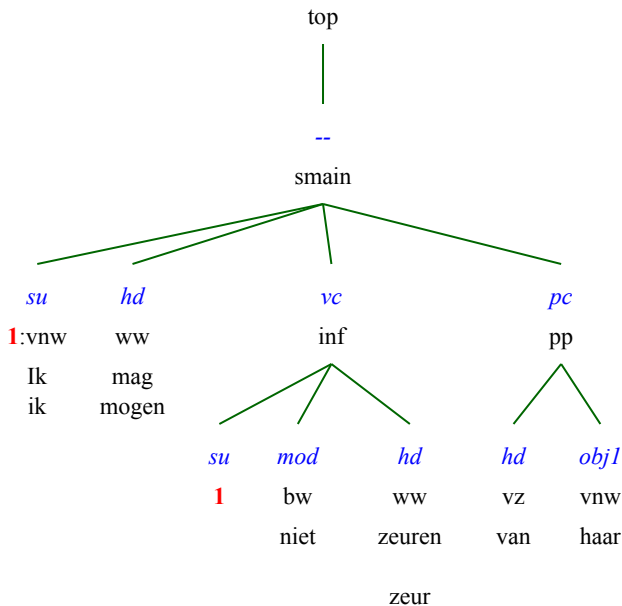 top
--
smain
su hd vc pc
1:vnw ww inf pp
Ik mag
ik mogen
su mod hd hd obj1
1 bw ww vz vnw
niet zeuren van haar
zeur